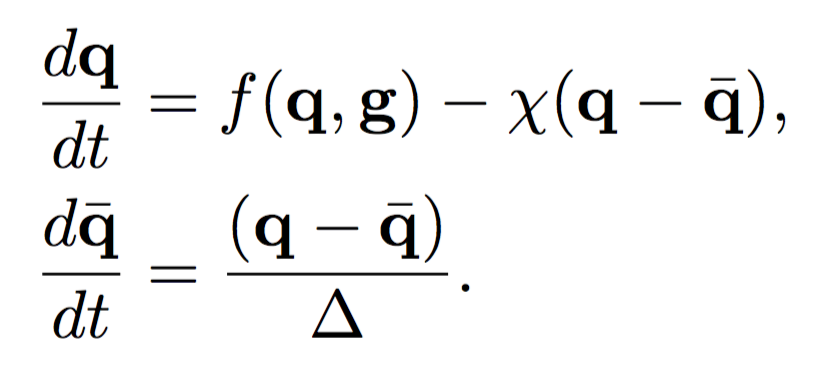 d𝐪/dt = f(𝐪, 𝐠) − χ(𝐪 − 𝐪̄),
d𝐪̄/dt = (𝐪 − 𝐪̄)/Δ.